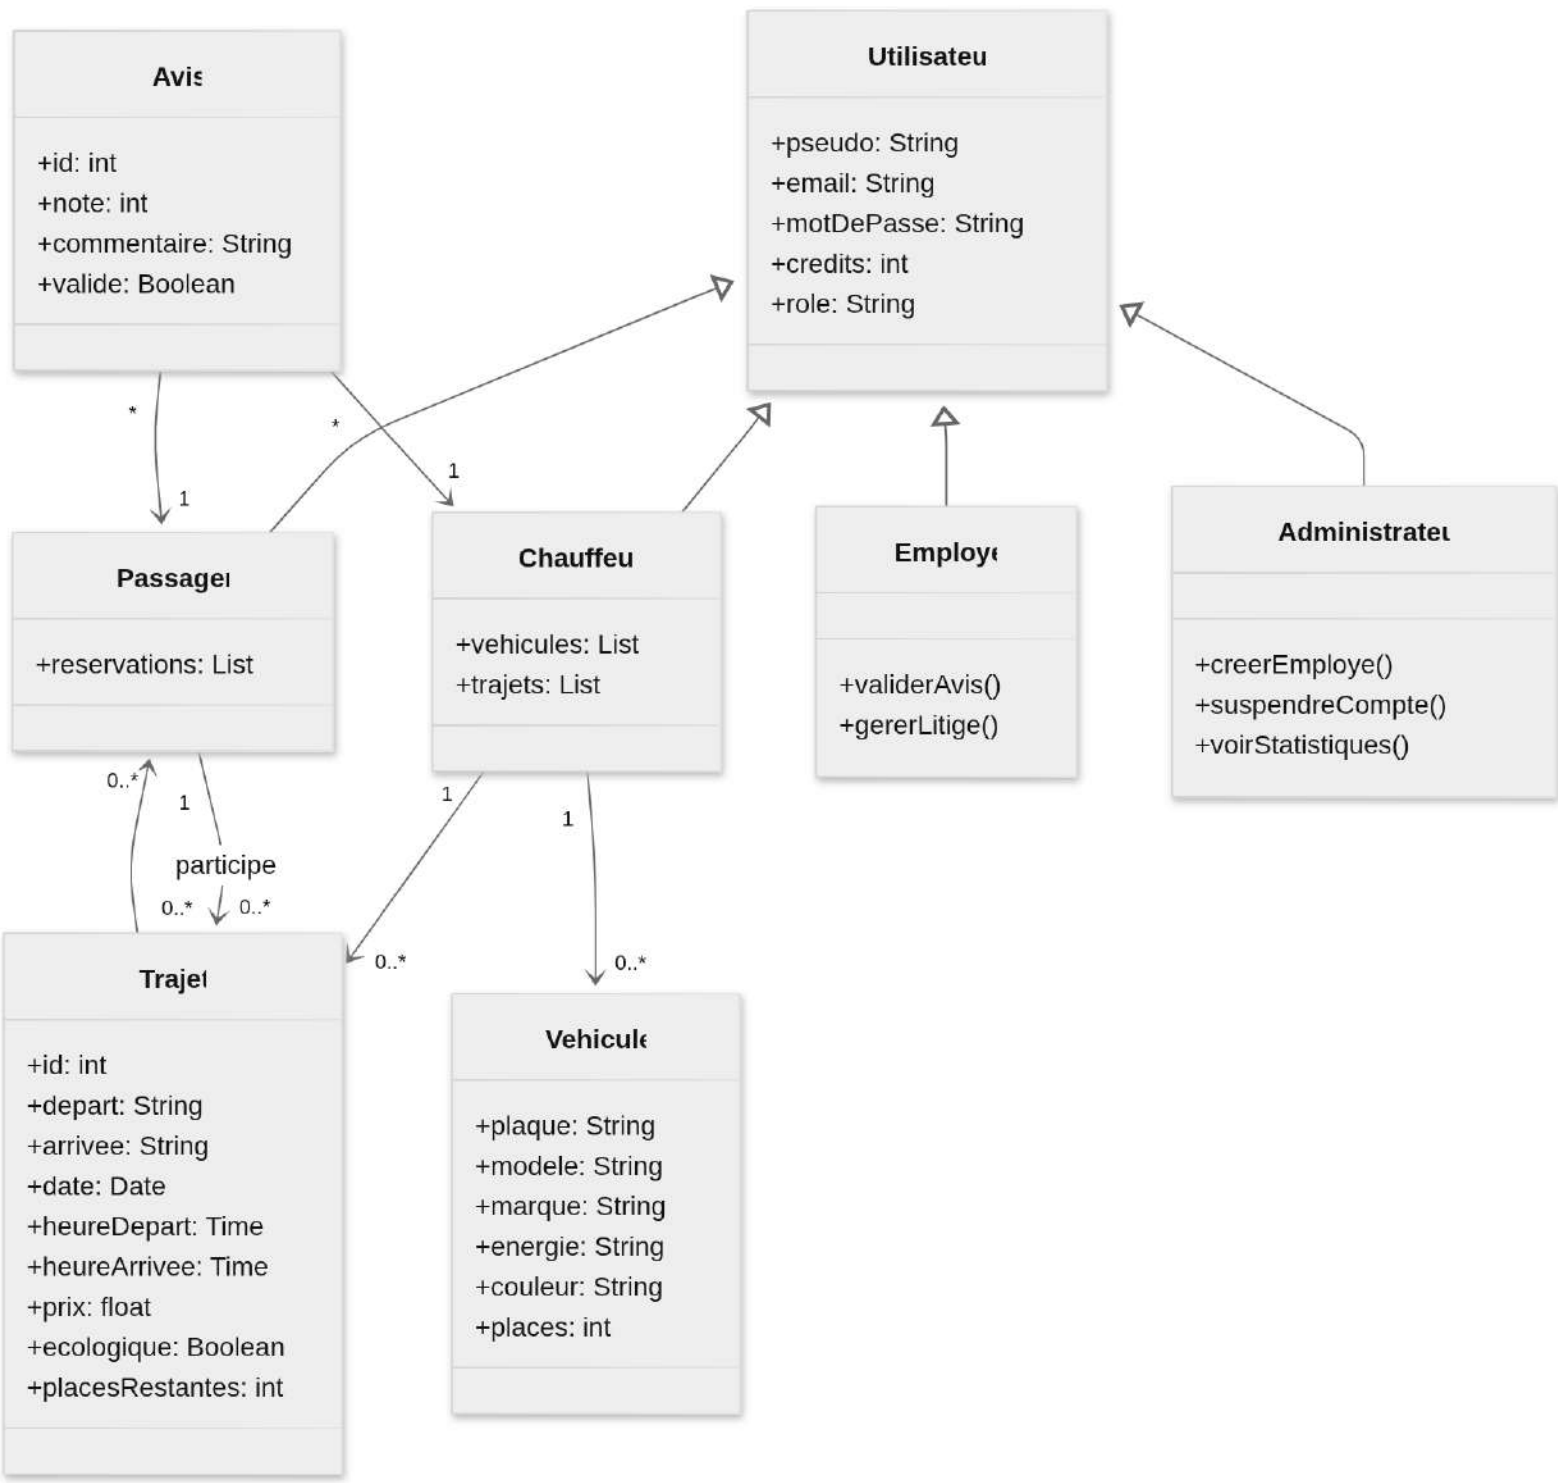 Avis
+id: int
+note: int
+commentaire: String
+valide: Boolean
Utilisateu
+pseudo: String
+email: String
+motDePasse: String
+credits: int
+role: String
*
1
*
1
Passager
+reservations: List
Chauffeu
+vehicules: List
+trajets: List
Employe
+validerAvis()
+gererLitige()
Administrateu
+creerEmploye()
+suspendreCompte()
+voirStatistiques()
0..*
1
participe
0..*
0..*
1
0..*
1
0..*
Trajet
+id: int
+depart: String
+arrivee: String
+date: Date
+heureDepart: Time
+heureArrivee: Time
+prix: float
+ecologique: Boolean
+placesRestantes: int
Vehicule
+plaque: String
+modele: String
+marque: String
+energie: String
+couleur: String
+places: int